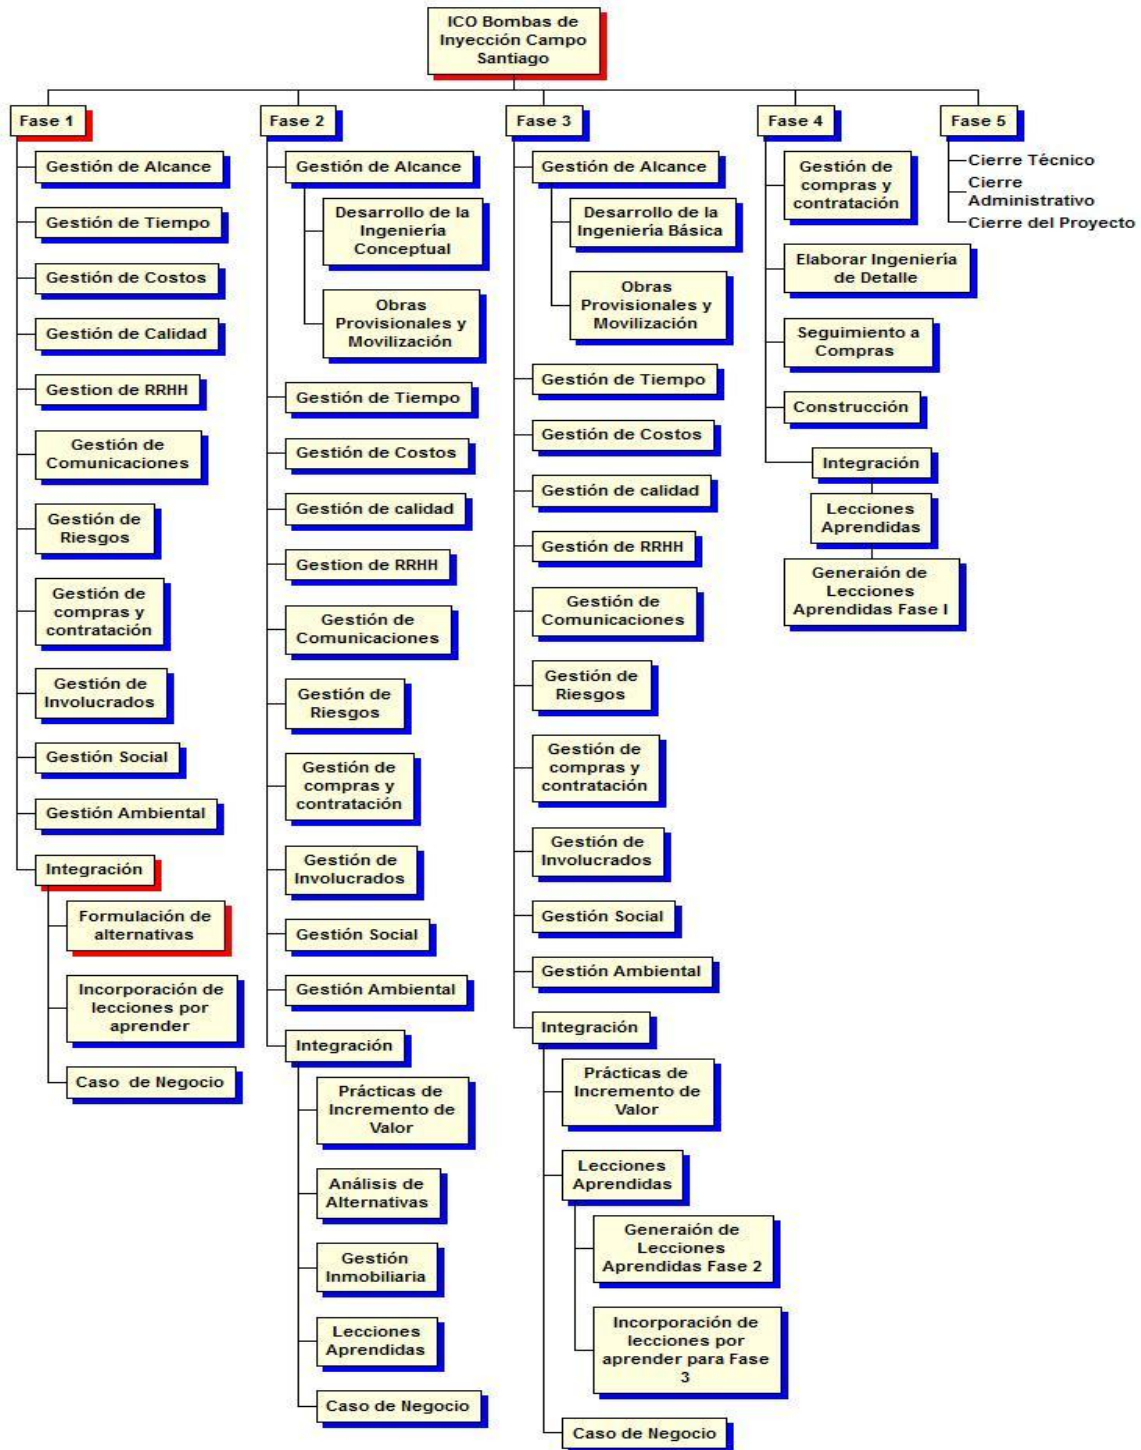 ICO Bombas de
Inyección Campo
Santiago
Fase 1
Gestión de Alcance
Gestión de Tiempo
Gestión de Costos
Gestión de Calidad
Gestion de RRHH
Gestión de
Comunicaciones
Gestión de
Riesgos
Gestión de
compras y
contratación
Gestión de
Involucrados
Gestión Social
Gestión Ambiental
Integración
Formulación de
alternativas
Incorporación de
lecciones por
aprender
Caso de Negocio
Fase 2
Gestión de Alcance
Desarrollo de la
Ingeniería
Conceptual
Obras
Provisionales y
Movilización
Gestión de Tiempo
Gestión de Costos
Gestión de calidad
Gestion de RRHH
Gestión de
Comunicaciones
Gestión de
Riesgos
Gestión de
compras y
contratación
Gestión de
Involucrados
Gestión Social
Gestión Ambiental
Integración
Prácticas de
Incremento de
Valor
Análisis de
Alternativas
Gestión
Inmobiliaria
Lecciones
Aprendidas
Caso de Negocio
Fase 3
Gestión de Alcance
Desarrollo de la
Ingeniería Básica
Obras
Provisionales y
Movilización
Gestión de Tiempo
Gestión de Costos
Gestión de calidad
Gestión de RRHH
Gestión de
Comunicaciones
Gestión de
Riesgos
Gestión de
compras y
contratación
Gestión de
Involucrados
Gestión Social
Gestión Ambiental
Integración
Prácticas de
Incremento de
Valor
Lecciones
Aprendidas
Generaión de
Lecciones
Aprendidas Fase 2
Incorporación de
lecciones por
aprender para Fase
3
Caso de Negocio
Fase 4
Gestión de
compras y
contratación
Elaborar Ingeniería
de Detalle
Seguimiento a
Compras
Construcción
Integración
Lecciones
Aprendidas
Generaión de
Lecciones
Aprendidas Fase I
Fase 5
Cierre Técnico
Cierre
Administrativo
Cierre del Proyecto